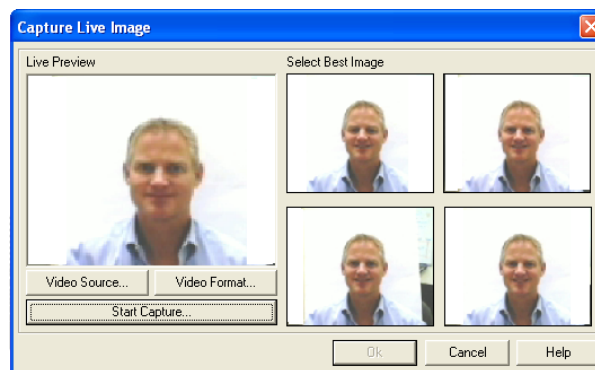 Capture Live Image
Live Preview
Select Best Image
Video Source...
Video Format...
Start Capture...
Ok
Cancel
Help